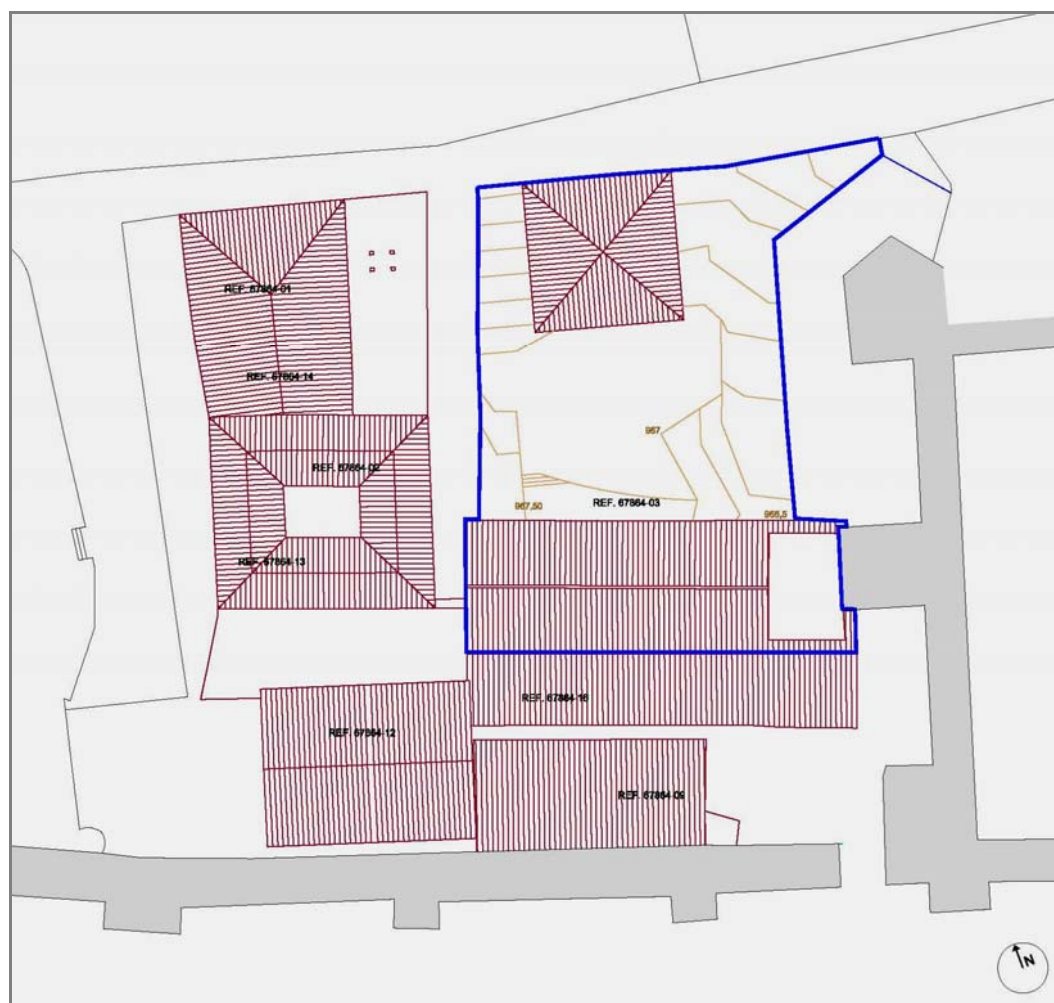 REF. 67864-01
REF. 67864-14
967
REF. 67864-02
967,50
REF. 67864-03
966,5
REF. 67864-13
REF. 67864-16
REF. 67864-12
REF. 67864-09
N